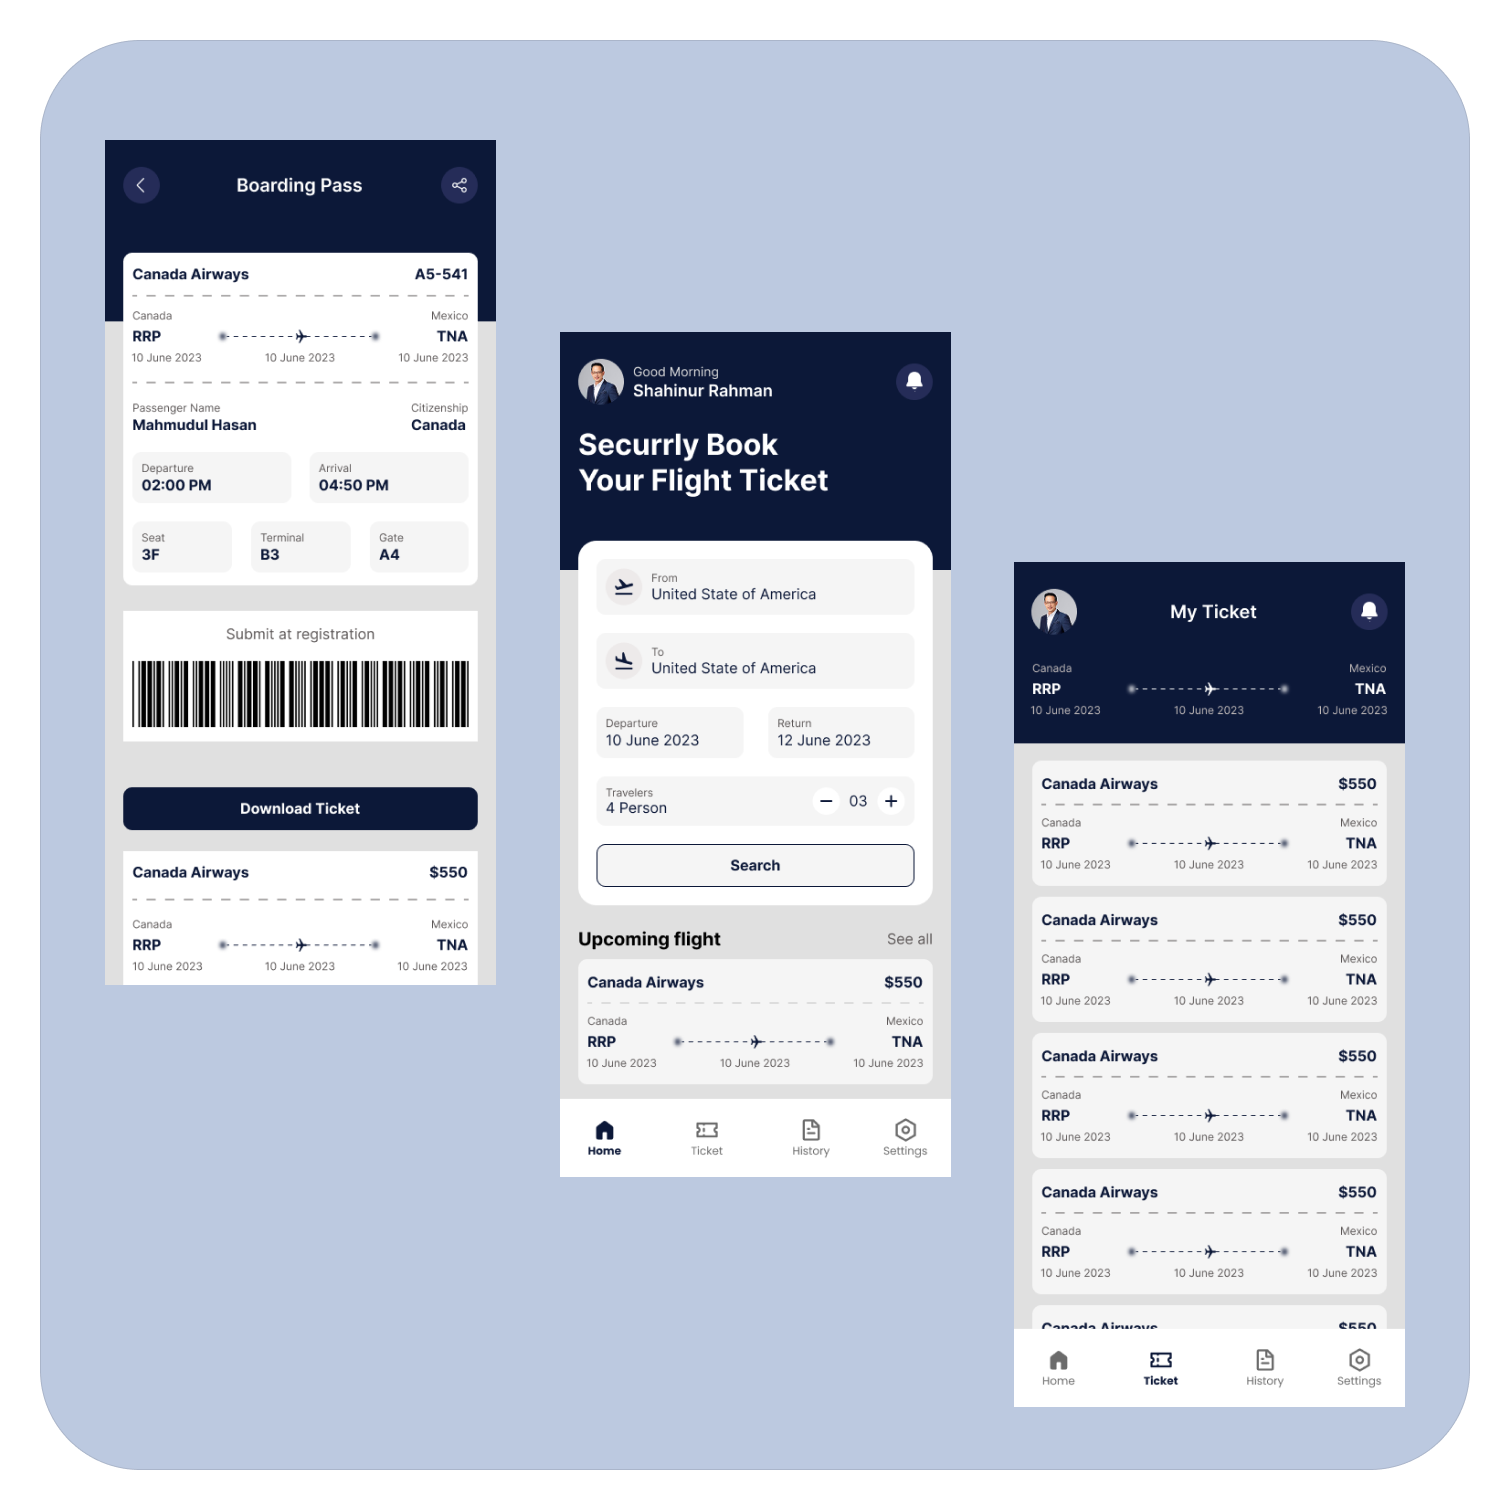 Boarding Pass
Canada Airways A5-541
Canada Mexico
RRP TNA
10 June 2023 10 June 2023 10 June 2023
Passenger Name Citizenship
Mahmudul Hasan Canada
Departure Arrival
02:00 PM 04:50 PM
Seat Terminal Gate
3F B3 A4
Submit at registration
Download Ticket
Canada Airways $550
Canada Mexico
RRP TNA
10 June 2023 10 June 2023 10 June 2023
Good Morning
Shahinur Rahman
Securrly Book
Your Flight Ticket
From
United State of America
To
United State of America
Departure Return
10 June 2023 12 June 2023
Travelers
4 Person 03
Search
Upcoming flight See all
Canada Airways $550
Canada Mexico
RRP TNA
10 June 2023 10 June 2023 10 June 2023
Home Ticket History Settings
My Ticket
Canada Mexico
RRP TNA
10 June 2023 10 June 2023 10 June 2023
Canada Airways $550
Canada Mexico
RRP TNA
10 June 2023 10 June 2023 10 June 2023
Canada Airways $550
Canada Mexico
RRP TNA
10 June 2023 10 June 2023 10 June 2023
Canada Airways $550
Canada Mexico
RRP TNA
10 June 2023 10 June 2023 10 June 2023
Canada Airways $550
Canada Mexico
RRP TNA
10 June 2023 10 June 2023 10 June 2023
Canada Airways $550
Home Ticket History Settings